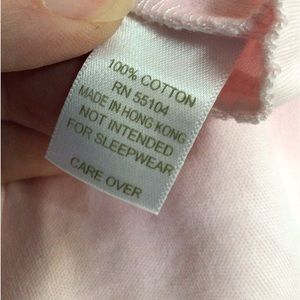 100% COTTON
RN 55104
MADE IN HONG KONG
NOT INTENDED
FOR SLEEPWEAR
CARE OVER